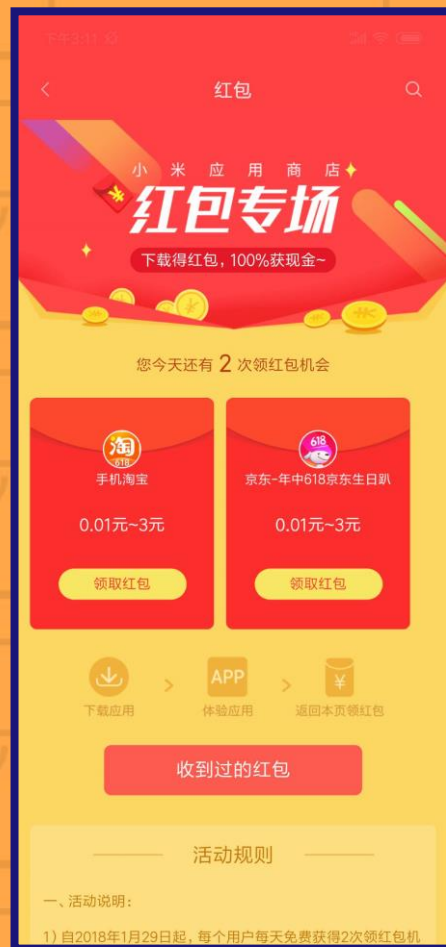 下午3:11
红包
小米应用商店
红包专场
下载得红包，100%获现金~
您今天还有 2 次领红包机会
淘
618
手机淘宝
0.01元~3元
领取红包
618
京东-年中618京东生日趴
0.01元~3元
领取红包
下载应用 > 体验应用 > 返回本页领红包
APP
收到过的红包
活动规则
一、活动说明：
1）自2018年1月29日起，每个用户每天免费获得2次领红包机